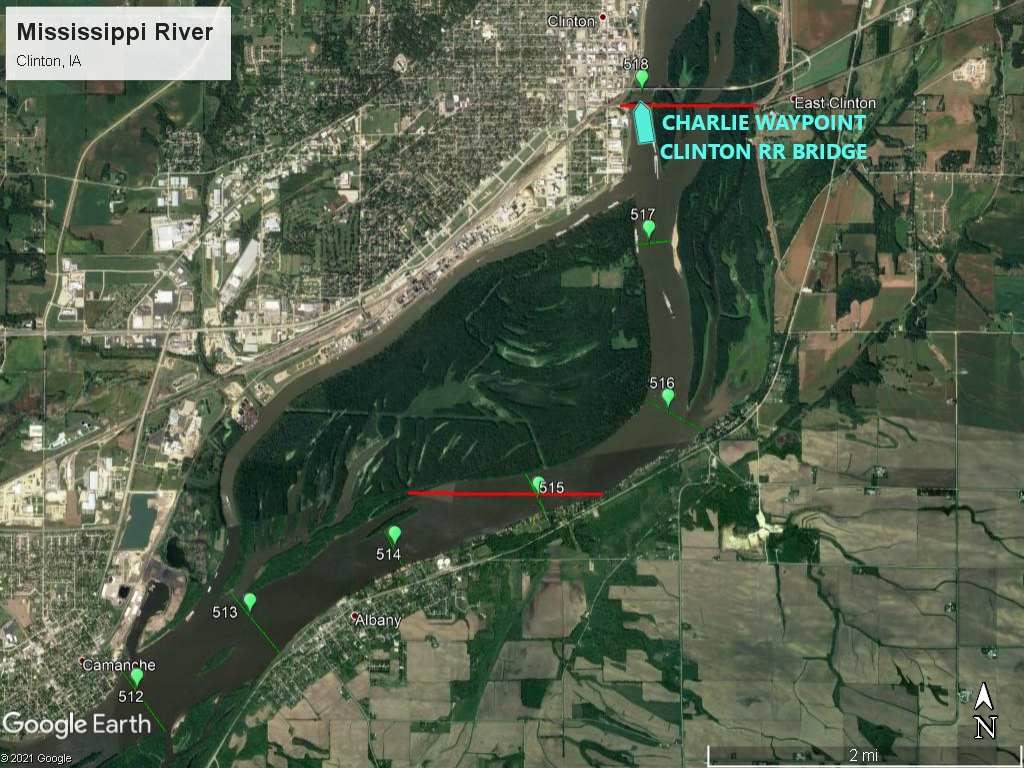 Mississippi River
Clinton, IA
Clinton
518
East Clinton
CHARLIE WAYPOINT
CLINTON RR BRIDGE
517
516
515
514
513
Albany
Camanche
512
Google Earth
N
2 mi
© 2021 Google